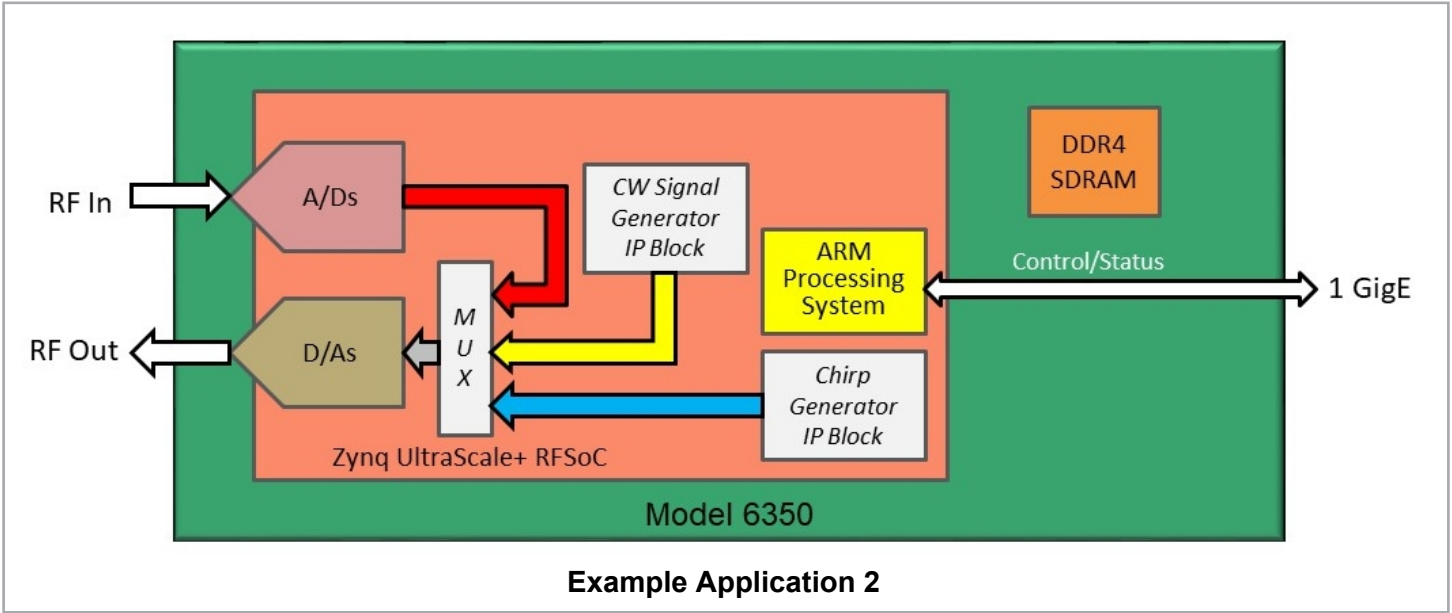 RF In
A/Ds
CW Signal
Generator
IP Block
DDR4
SDRAM
ARM
Processing
System
Control/Status
1 GigE
RF Out
D/As
M
U
X
Chirp
Generator
IP Block
Zynq UltraScale+ RFSoC
Model 6350
Example Application 2